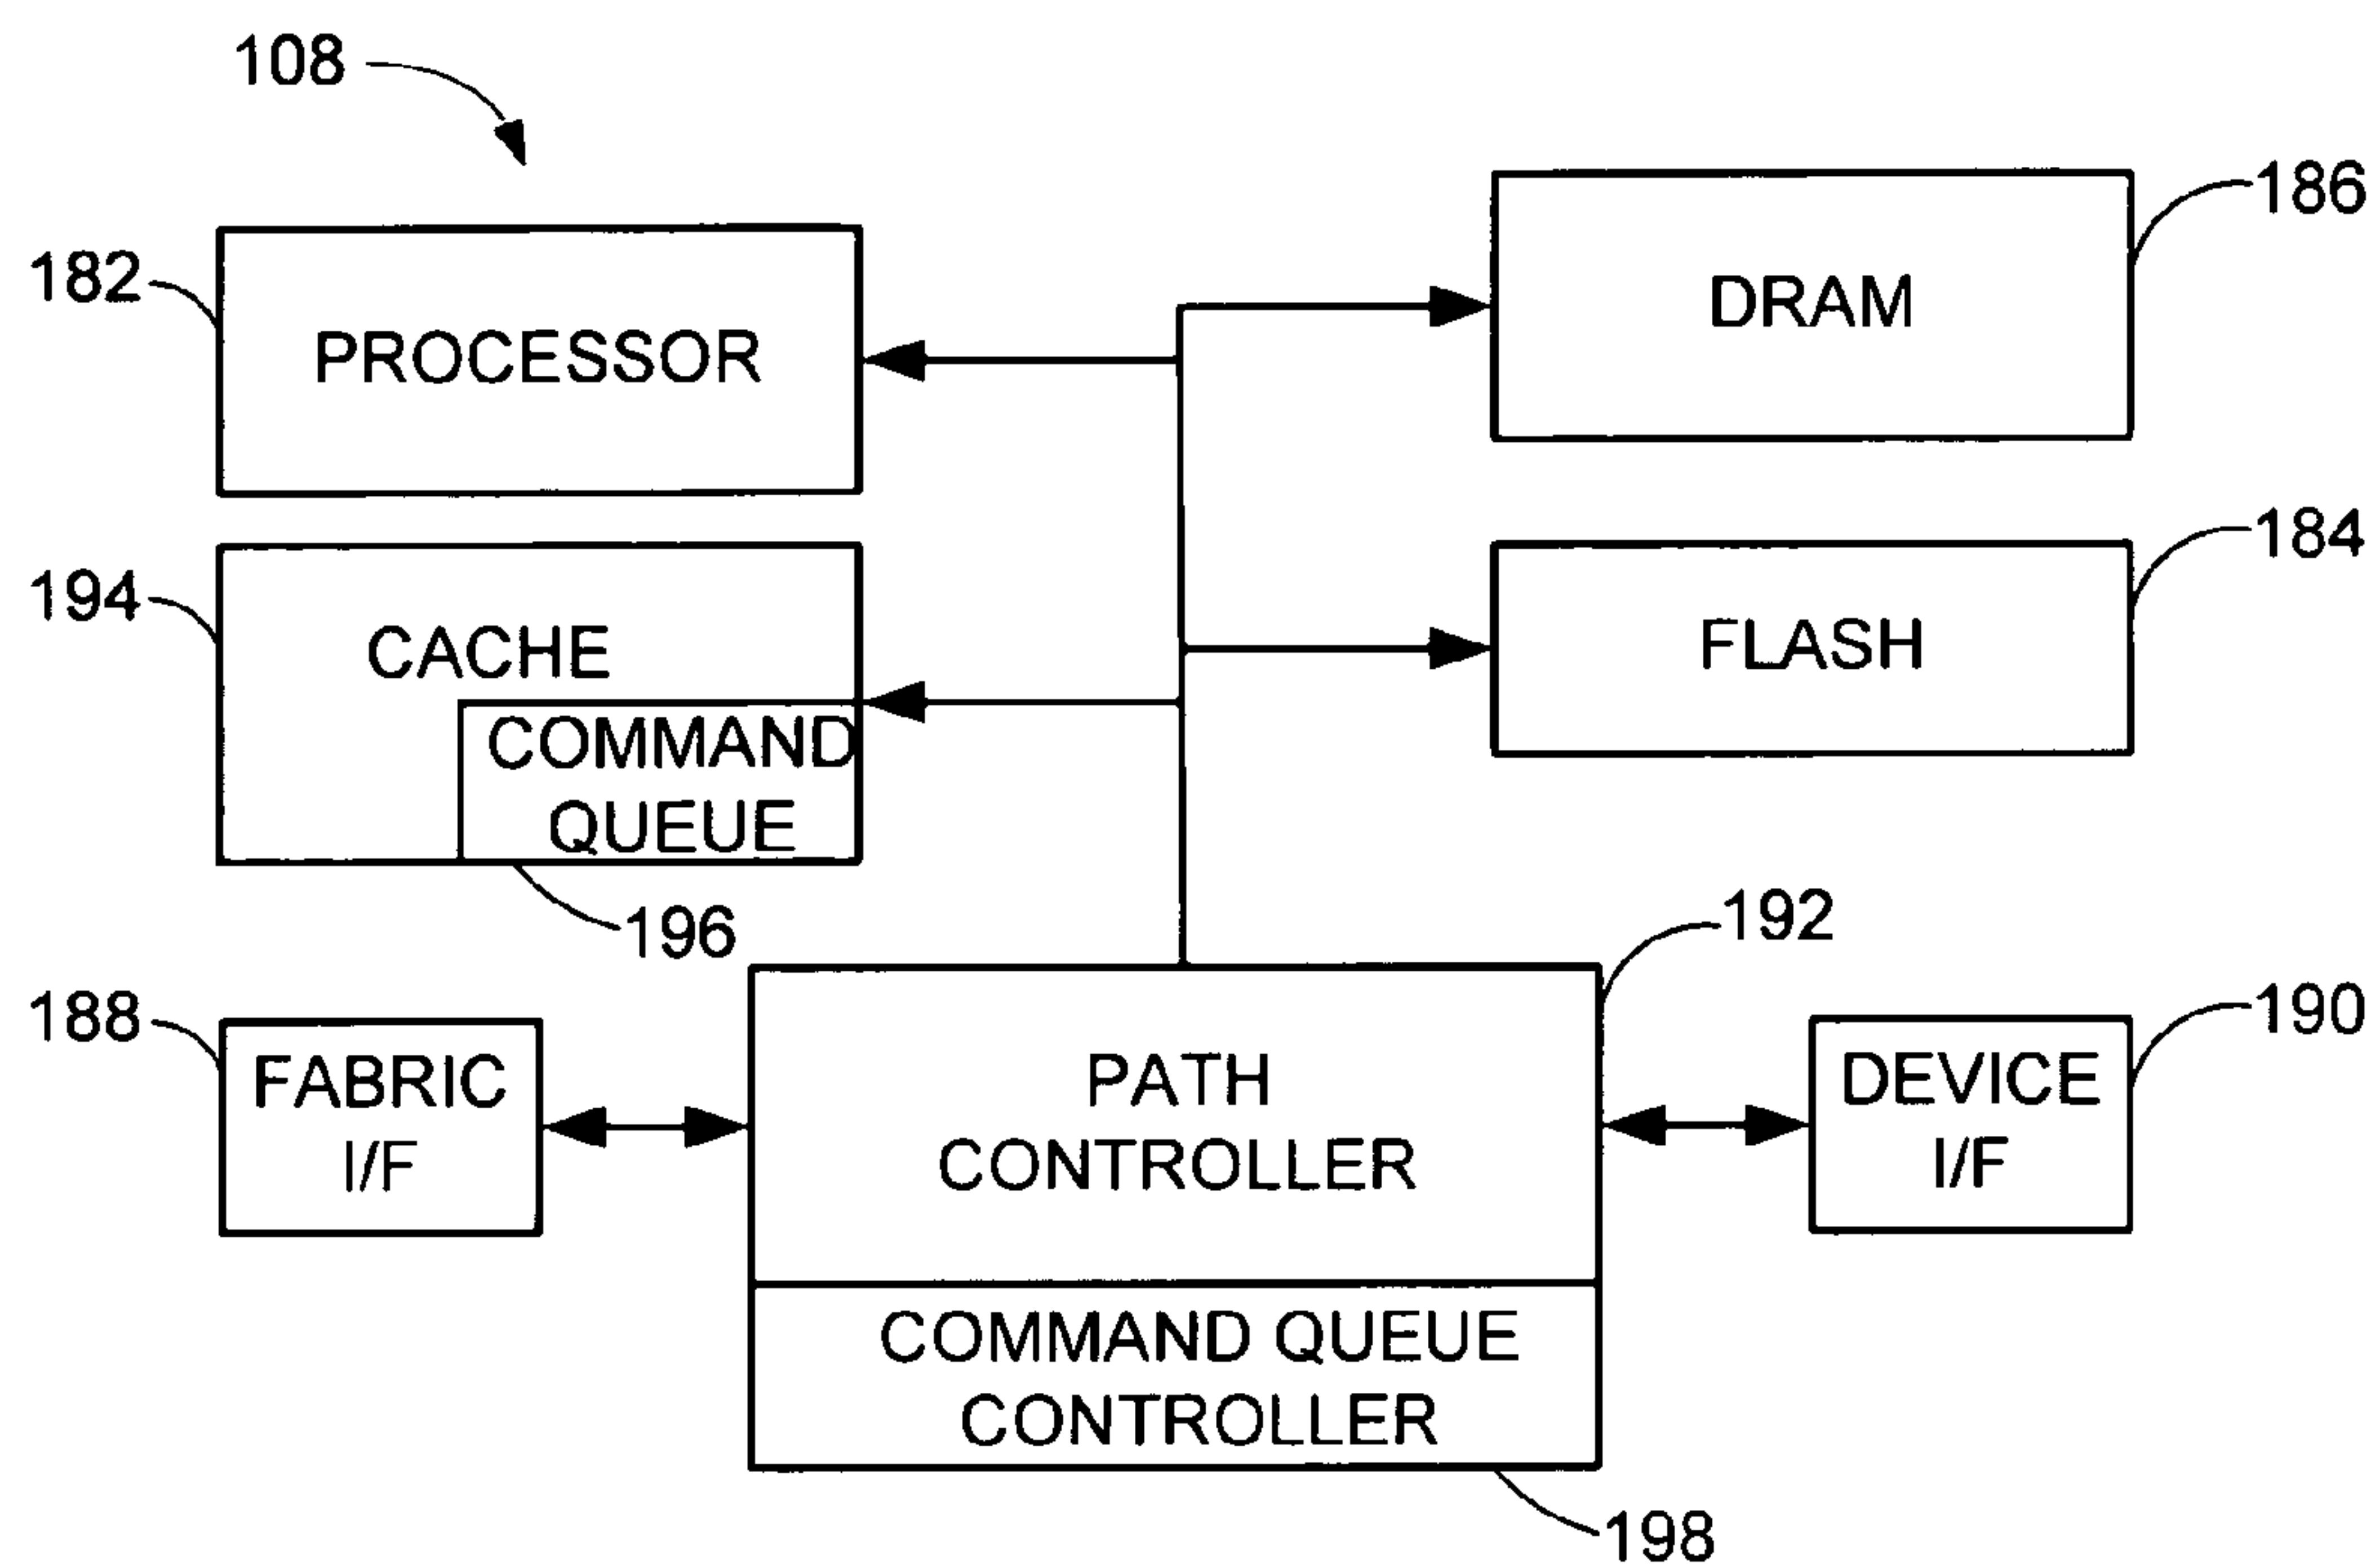 108
186
182
DRAM
PROCESSOR
184
194
FLASH
CACHE
COMMAND
QUEUE
196
192
188
190
FABRIC
I/F
PATH
CONTROLLER
DEVICE
I/F
COMMAND QUEUE
CONTROLLER
198